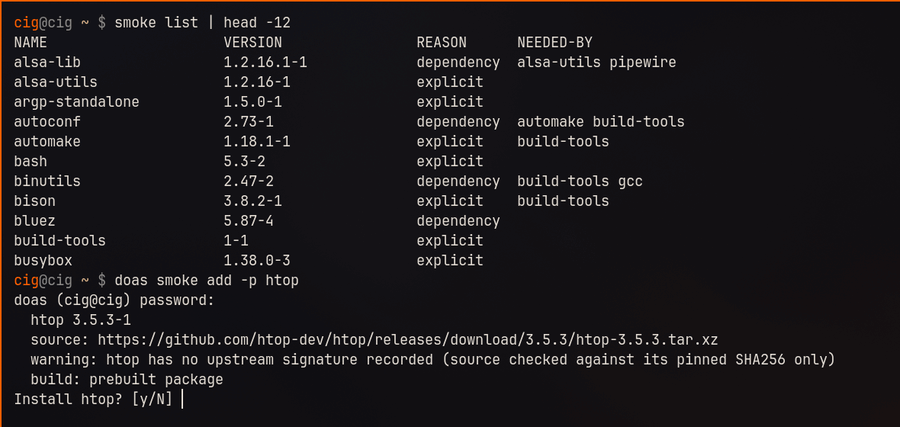 cig@cig ~ $ smoke list | head -12
NAME VERSION REASON NEEDED-BY
alsa-lib 1.2.16.1-1 dependency alsa-utils pipewire
alsa-utils 1.2.16-1 explicit
argp-standalone 1.5.0-1 explicit
autoconf 2.73-1 dependency automake build-tools
automake 1.18.1-1 explicit build-tools
bash 5.3-2 explicit
binutils 2.47-2 dependency build-tools gcc
bison 3.8.2-1 explicit build-tools
bluez 5.87-4 dependency
build-tools 1-1 explicit
busybox 1.38.0-3 explicit
cig@cig ~ $ doas smoke add -p htop
doas (cig@cig) password:
htop 3.5.3-1
source: https://github.com/htop-dev/htop/releases/download/3.5.3/htop-3.5.3.tar.xz
warning: htop has no upstream signature recorded (source checked against its pinned SHA256 only)
build: prebuilt package
Install htop? [y/N]